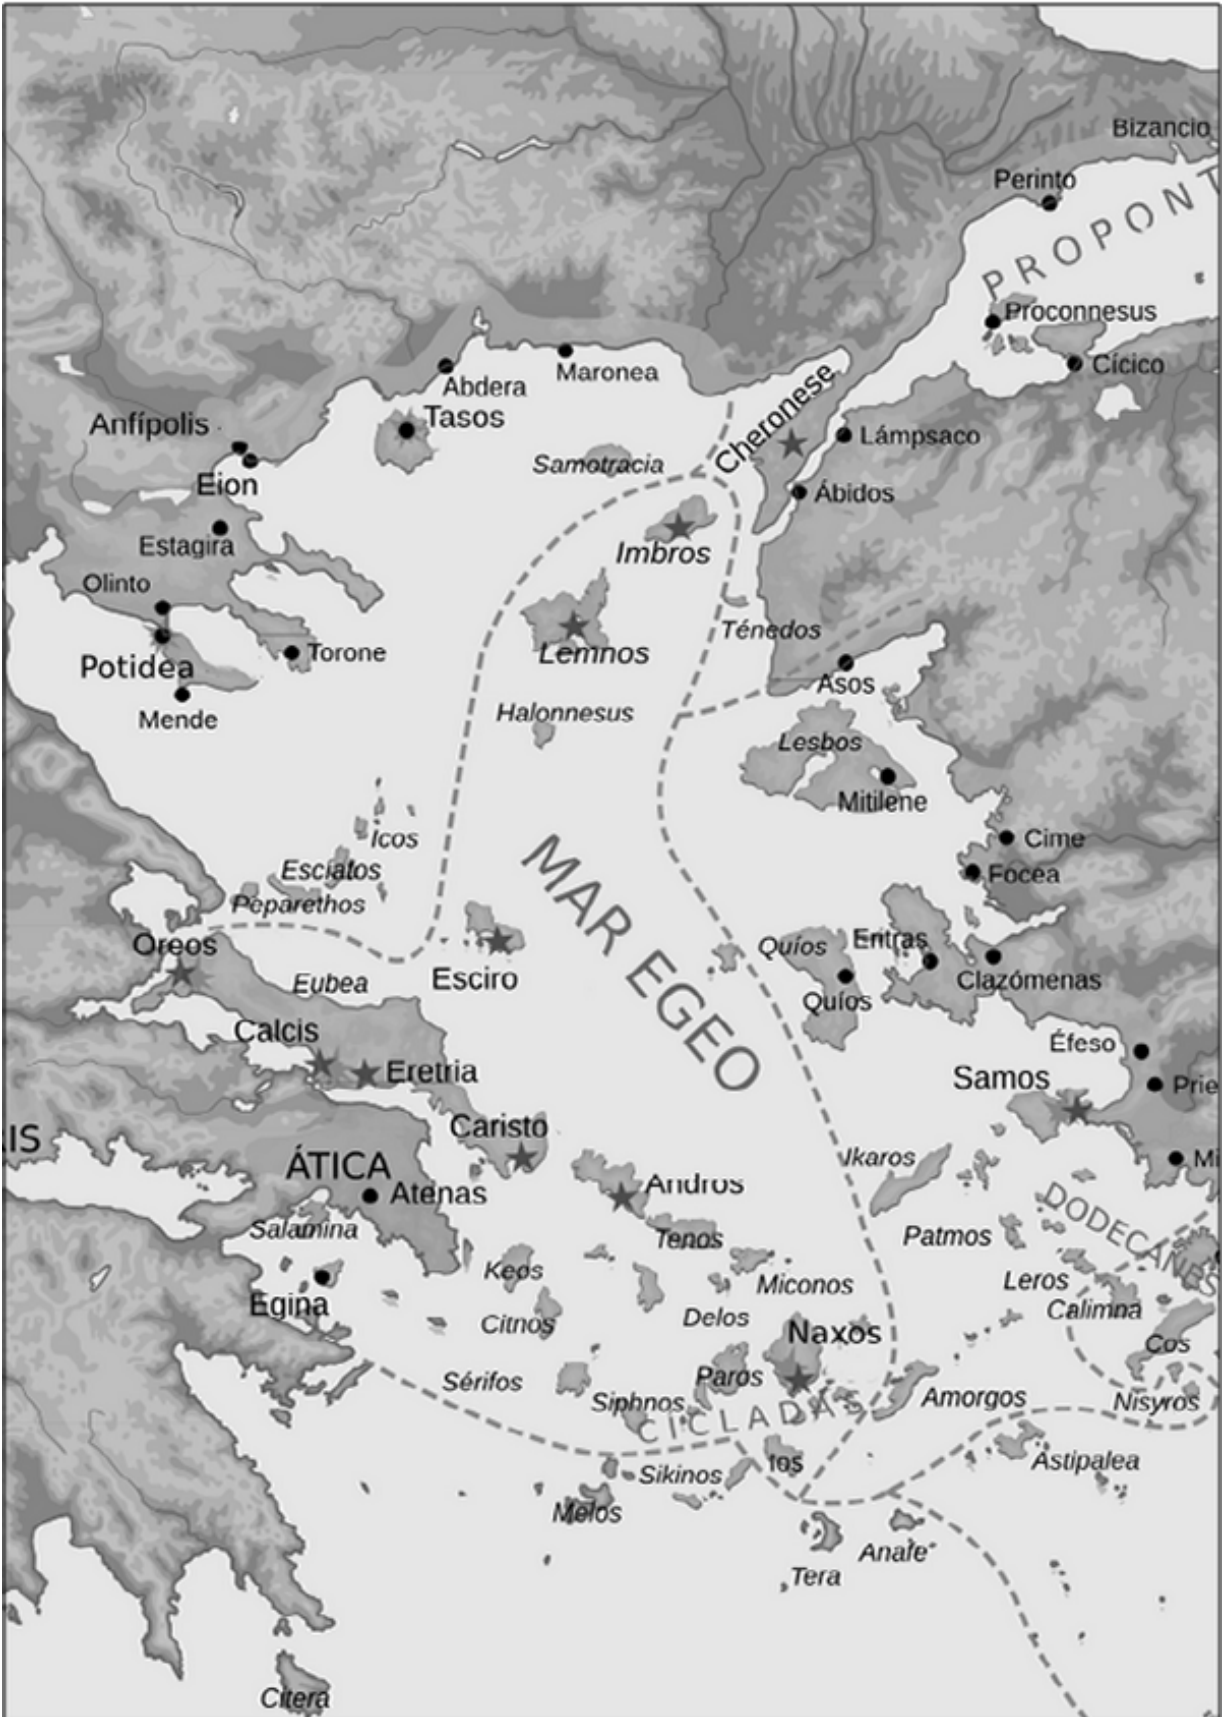 Bizancio
Perinto
PROPONT
Proconnesus
Cícico
Maronea
Abdera
Tasos
Anfípolis
Cheronese
Lámpsaco
Samotracia
Eion
Ábidos
Estagira
Imbros
Olinto
Ténedos
Lemnos
Torone
Potidea
Asos
Halonnesus
Mende
Lesbos
Mitilene
Icos
Cime
Esciatos
Focea
Peparethos
MAR EGEO
Oreos
Quíos
Eritras
Esciro
Clazómenas
Eubea
Quíos
Calcis
Éfeso
Eretria
Samos
Prie
Caristo
IS
ÁTICA
Ikaros
Mi
Andros
Atenas
DODECANES
Salamina
Tenos
Patmos
Keos
Miconos
Leros
Egina
Calimna
Citnos
Delos
Naxos
Cos
Sérifos
Paros
Amorgos
Siphnos
Nisyros
CICLADAS
Ios
Astipalea
Sikinos
Melos
Anafe
Tera
Citera